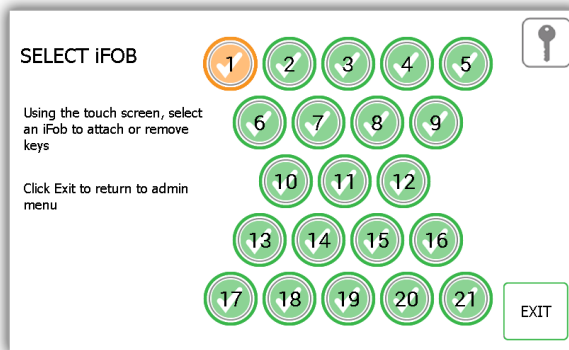 SELECT iFOB
Using the touch screen, select
an iFob to attach or remove
keys
Click Exit to return to admin
menu
1 2 3 4 5
6 7 8 9
10 11 12
13 14 15 16
17 18 19 20 21
EXIT